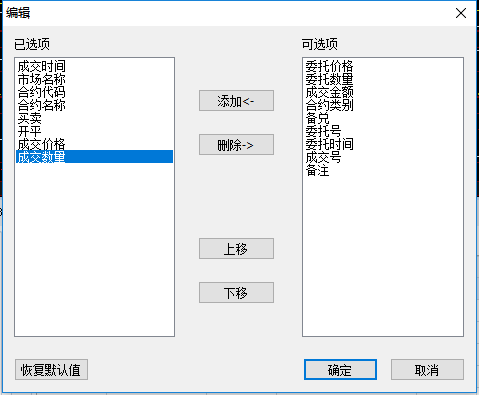 编辑
已选项
成交时间
市场名称
合约代码
合约名称
买卖
开平
成交价格
成交数量
添加<-
删除->
上移
下移
可选项
委托价格
委托数量
成交金额
合约类别
备兑
委托号
委托时间
成交号
备注
恢复默认值
确定
取消